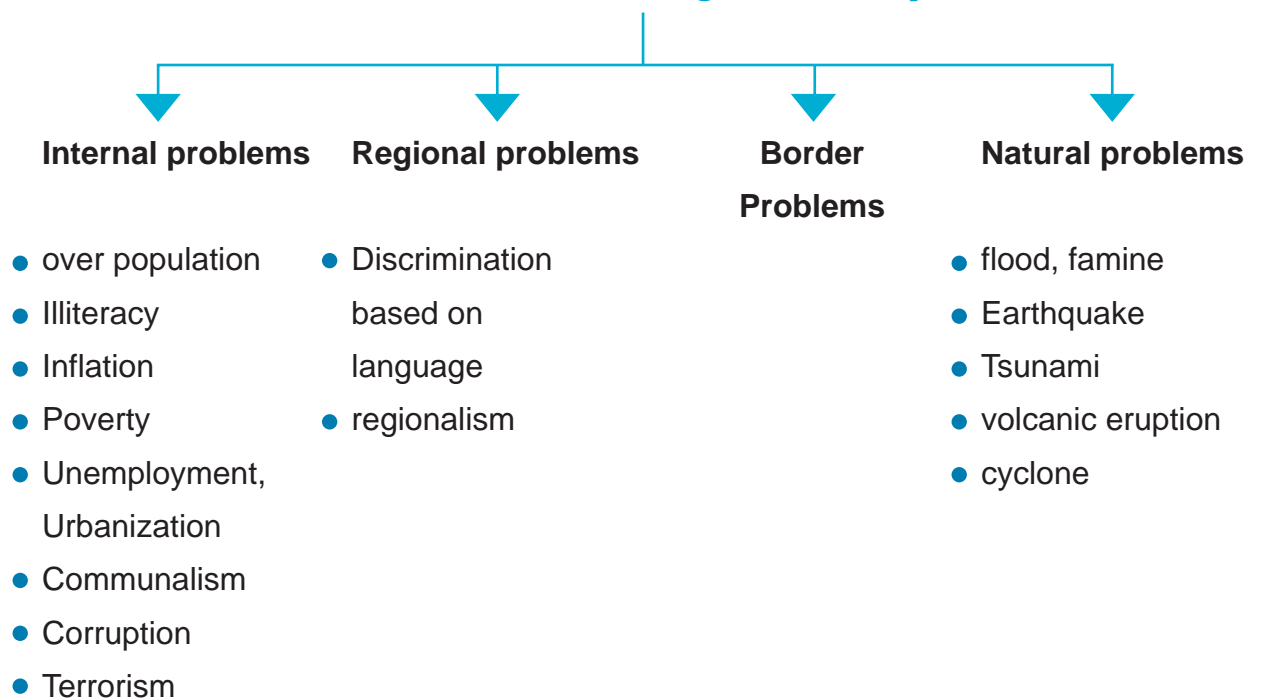 Internal problems
Regional problems
Border
Problems
Natural problems
over population
Illiteracy
Inflation
Poverty
Unemployment,
Urbanization
Communalism
Corruption
Terrorism
Discrimination
based on
language
regionalism
flood, famine
Earthquake
Tsunami
volcanic eruption
cyclone